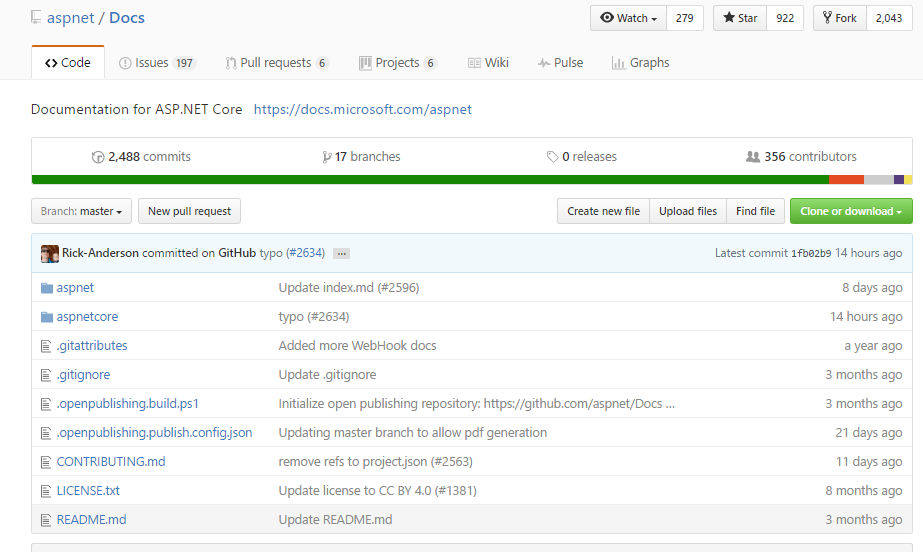 aspnet / Docs Watch 279 Star 922 Fork 2,043
Code Issues 197 Pull requests 6 Projects 6 Wiki Pulse Graphs
Documentation for ASP.NET Core https://docs.microsoft.com/aspnet
2,488 commits 17 branches 0 releases 356 contributors
Branch: master New pull request Create new file Upload files Find file Clone or download
Rick-Anderson committed on GitHub typo (#2634) ... Latest commit 1fb02b9 14 hours ago
aspnet Update index.md (#2596) 8 days ago
aspnetcore typo (#2634) 14 hours ago
.gitattributes Added more WebHook docs a year ago
.gitignore Update .gitignore 3 months ago
.openpublishing.build.ps1 Initialize open publishing repository: https://github.com/aspnet/Docs ... 3 months ago
.openpublishing.publish.config.json Updating master branch to allow pdf generation 21 days ago
CONTRIBUTING.md remove refs to project.json (#2563) 11 days ago
LICENSE.txt Update license to CC BY 4.0 (#1381) 8 months ago
README.md Update README.md 3 months ago